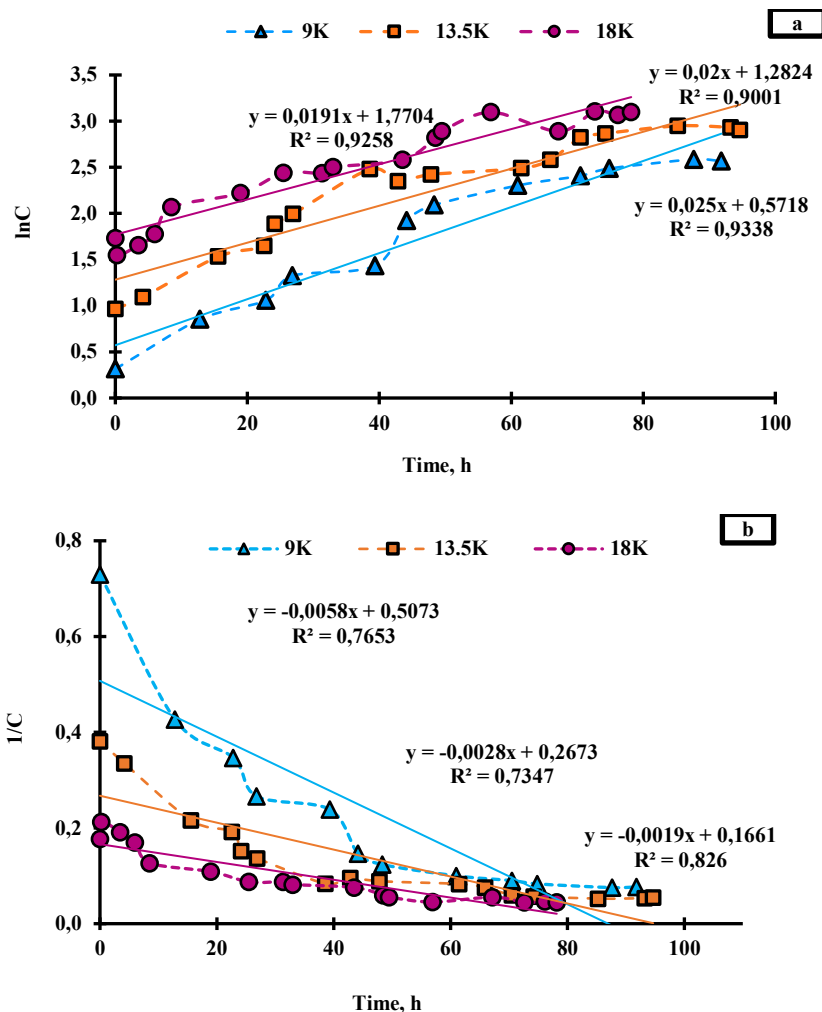 9K 13.5K 18K
a
3,5
3,0
2,5
2,0
1,5
1,0
0,5
0,0
lnC
y = 0,0191x + 1,7704
R² = 0,9258
y = 0,02x + 1,2824
R² = 0,9001
y = 0,025x + 0,5718
R² = 0,9338
0 20 40 60 80 100
Time, h
b
9K 13.5K 18K
0,8
0,6
0,4
0,2
0,0
1/C
y = -0,0058x + 0,5073
R² = 0,7653
y = -0,0028x + 0,2673
R² = 0,7347
y = -0,0019x + 0,1661
R² = 0,826
0 20 40 60 80 100
Time, h